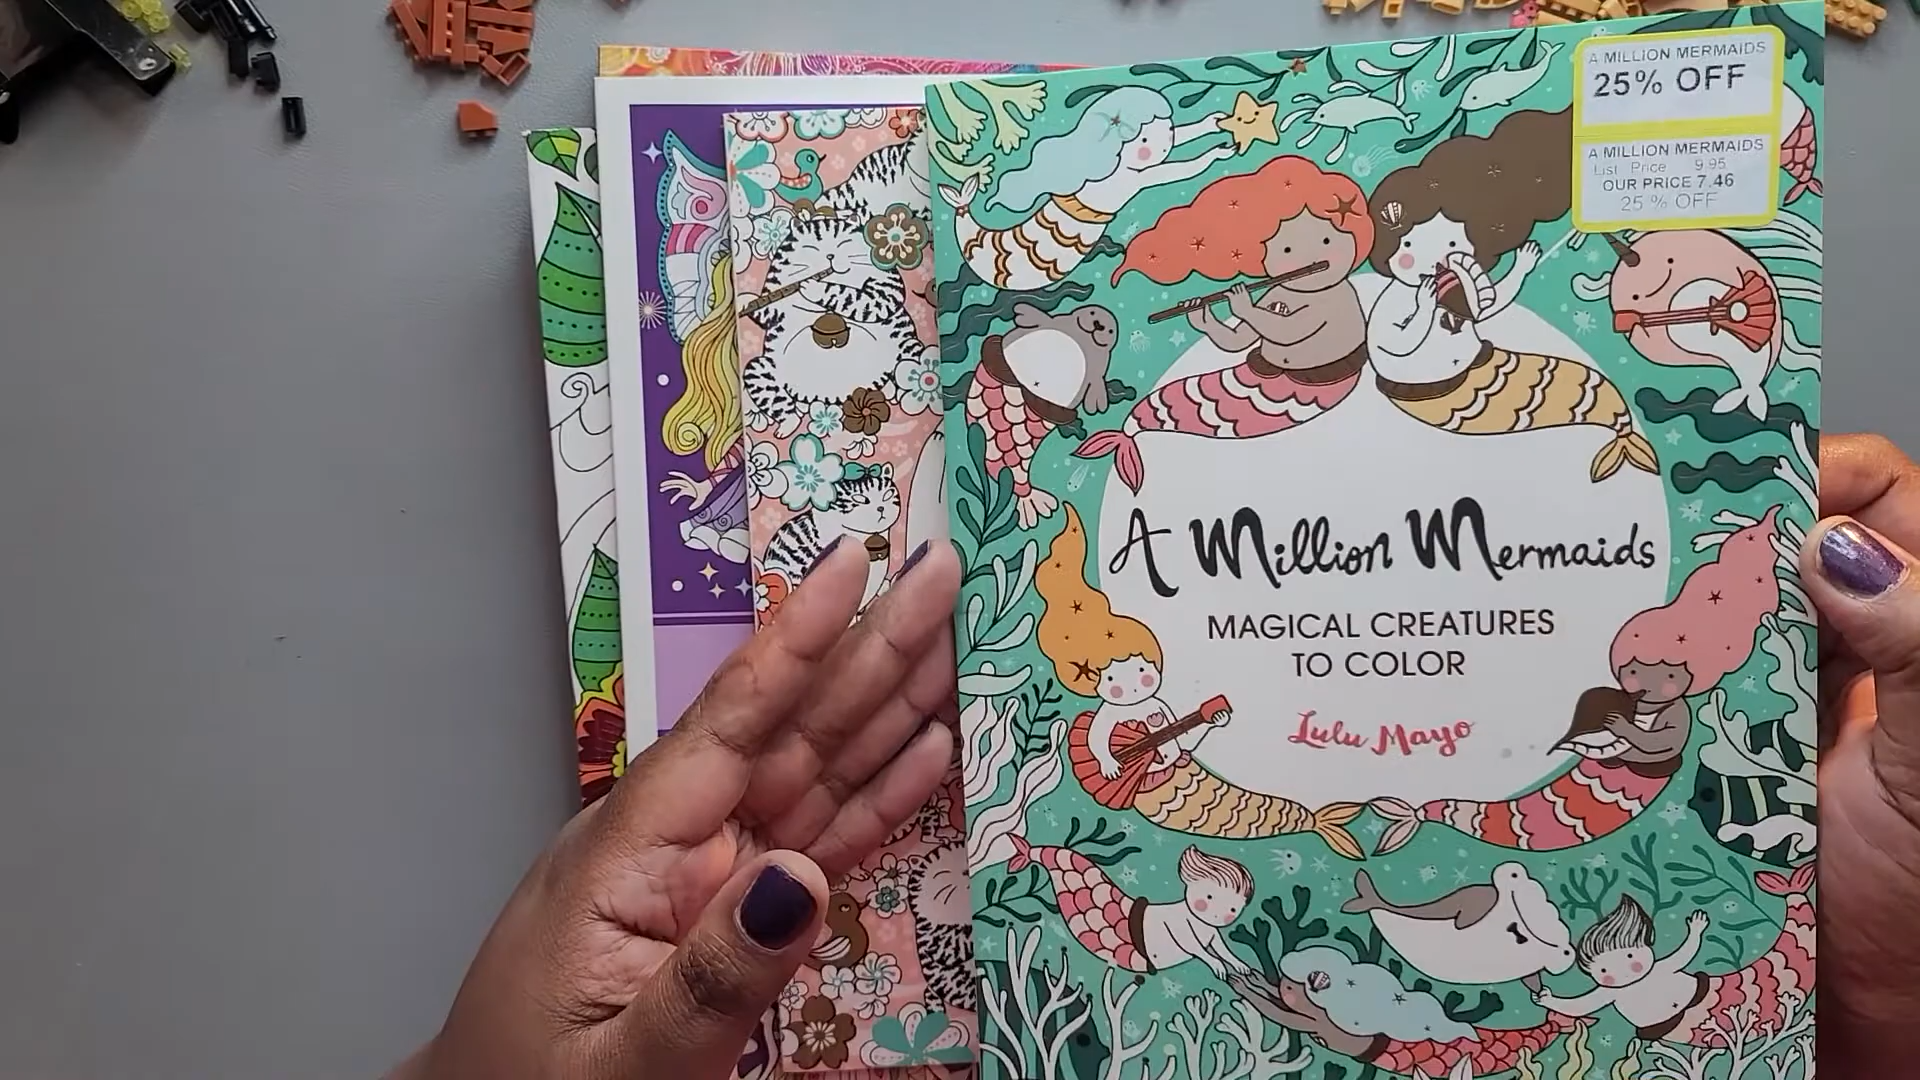 A MILLION MERMAIDS
25% OFF
A MILLION MERMAIDS
List Price 9.95
OUR PRICE 7.46
25 % OFF
A Million Mermaids
MAGICAL CREATURES
TO COLOR
Lulu Mayo